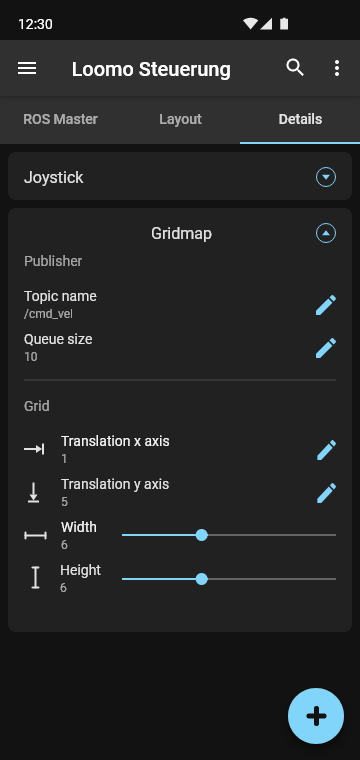 12:30
Loomo Steuerung
ROS Master Layout Details
Joystick
Gridmap
Publisher
Topic name
/cmd_vel
Queue size
10
Grid
Translation x axis
1
Translation y axis
5
Width
6
Height
6